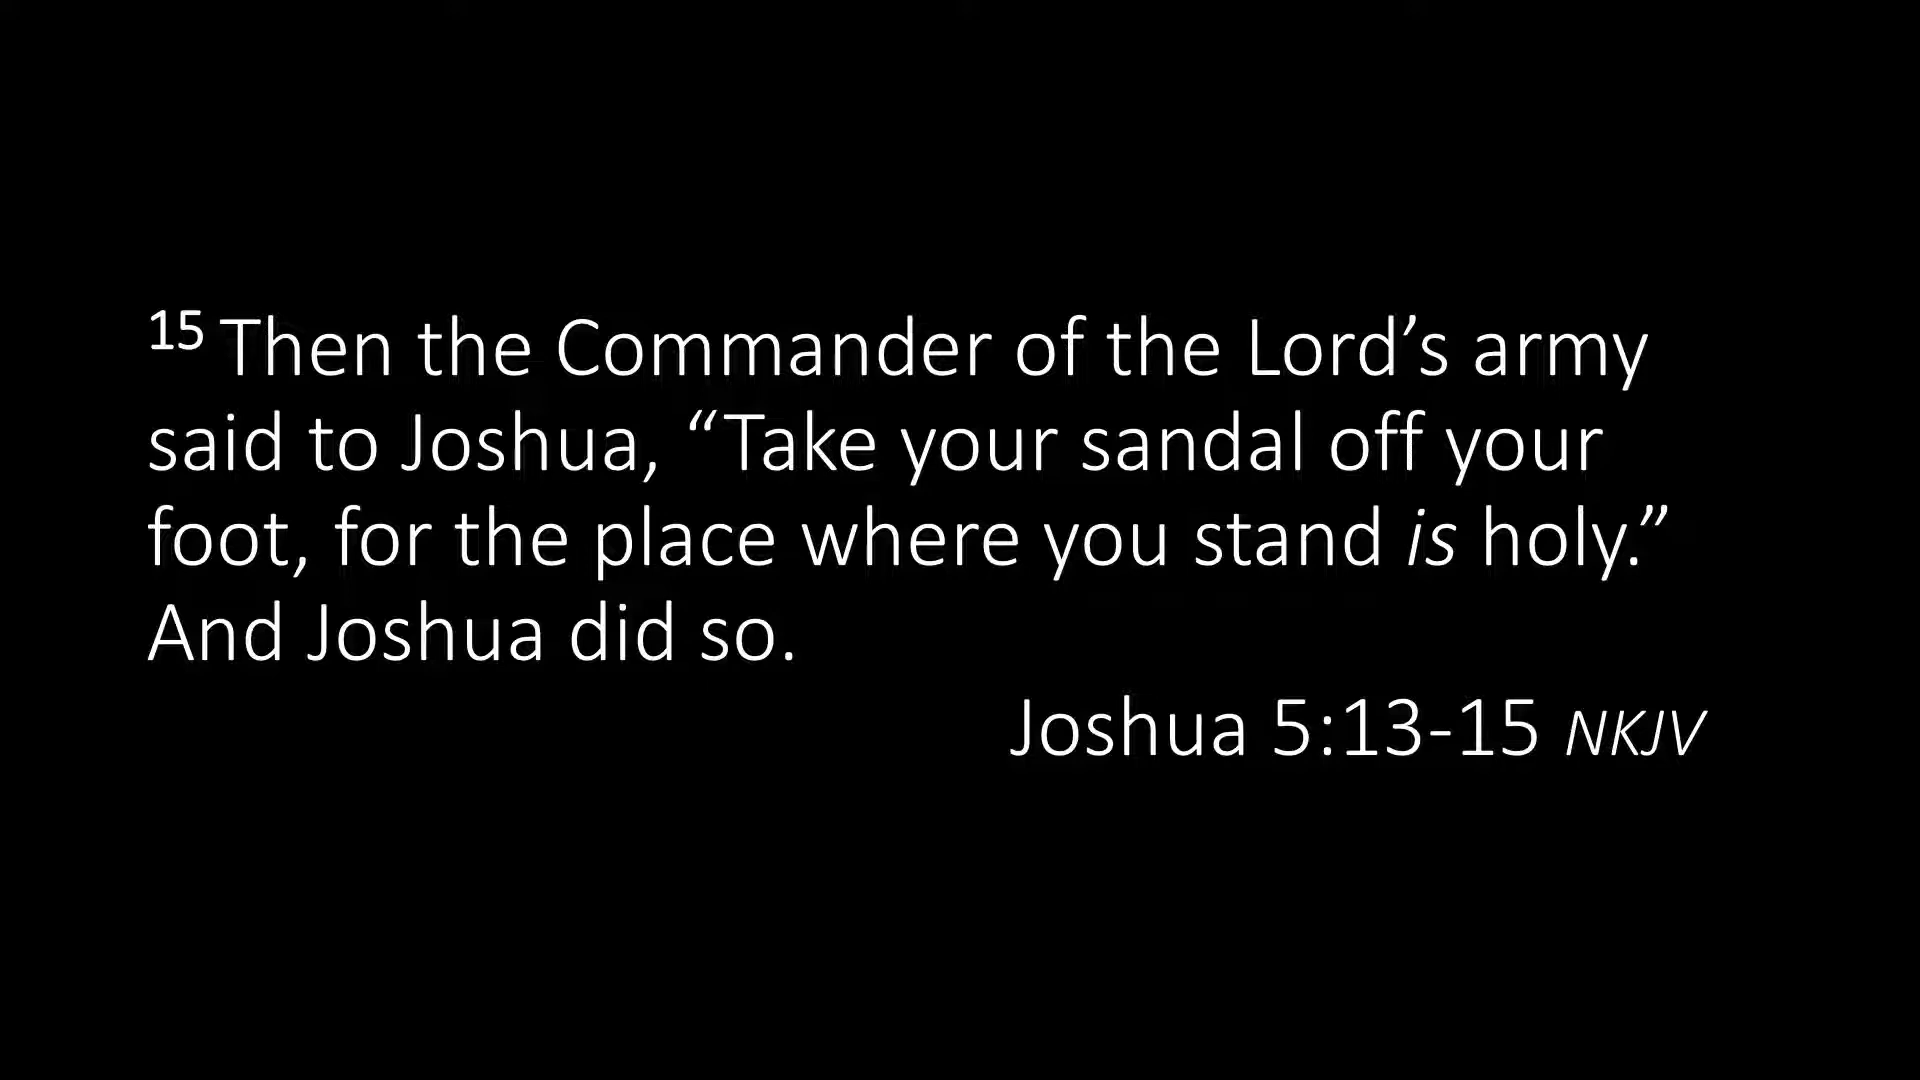 15 Then the Commander of the Lord’s army
said to Joshua, “Take your sandal off your
foot, for the place where you stand is holy.”
And Joshua did so.
Joshua 5:13-15 NKJV